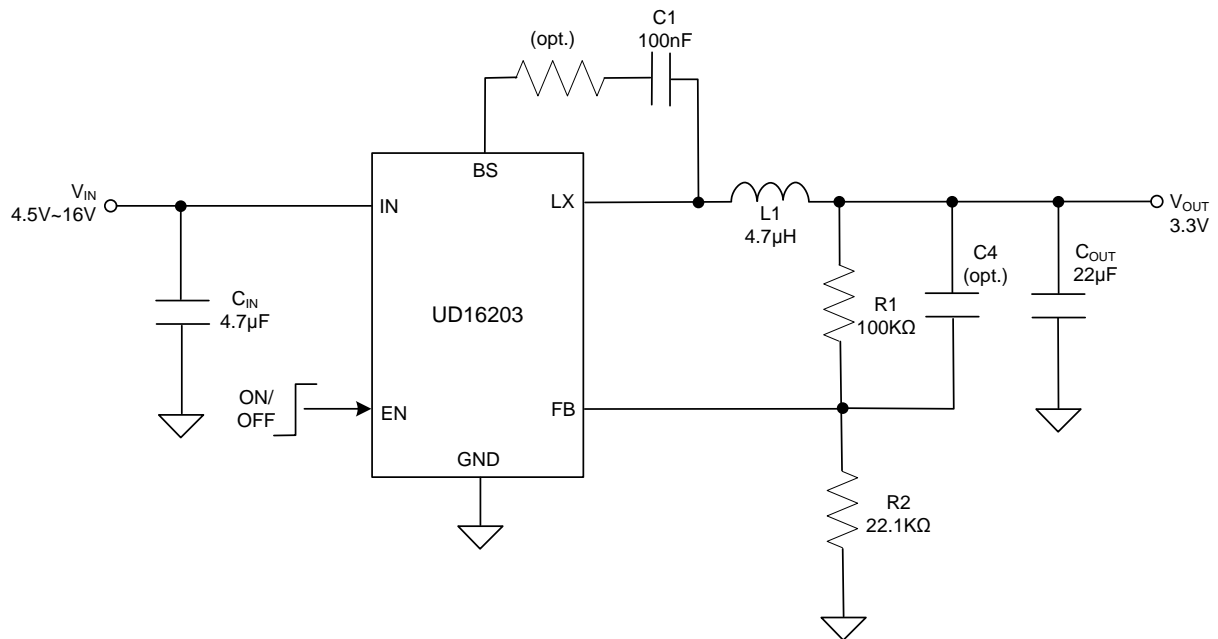 C1
100nF
(opt.)
BS
V_IN
4.5V~16V
IN
LX
L1
4.7µH
V_OUT
3.3V
C_IN
4.7µF
UD16203
R1
100KΩ
C4
(opt.)
C_OUT
22µF
ON/
OFF
EN
FB
GND
R2
22.1KΩ